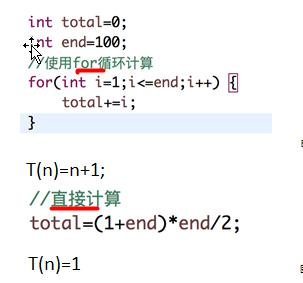 int total=0;
int end=100;
//使用for循环计算
for(int i=1;i<=end;i++) {
total+=i;
}
T(n)=n+1;
//直接计算
total=(1+end)*end/2;
T(n)=1